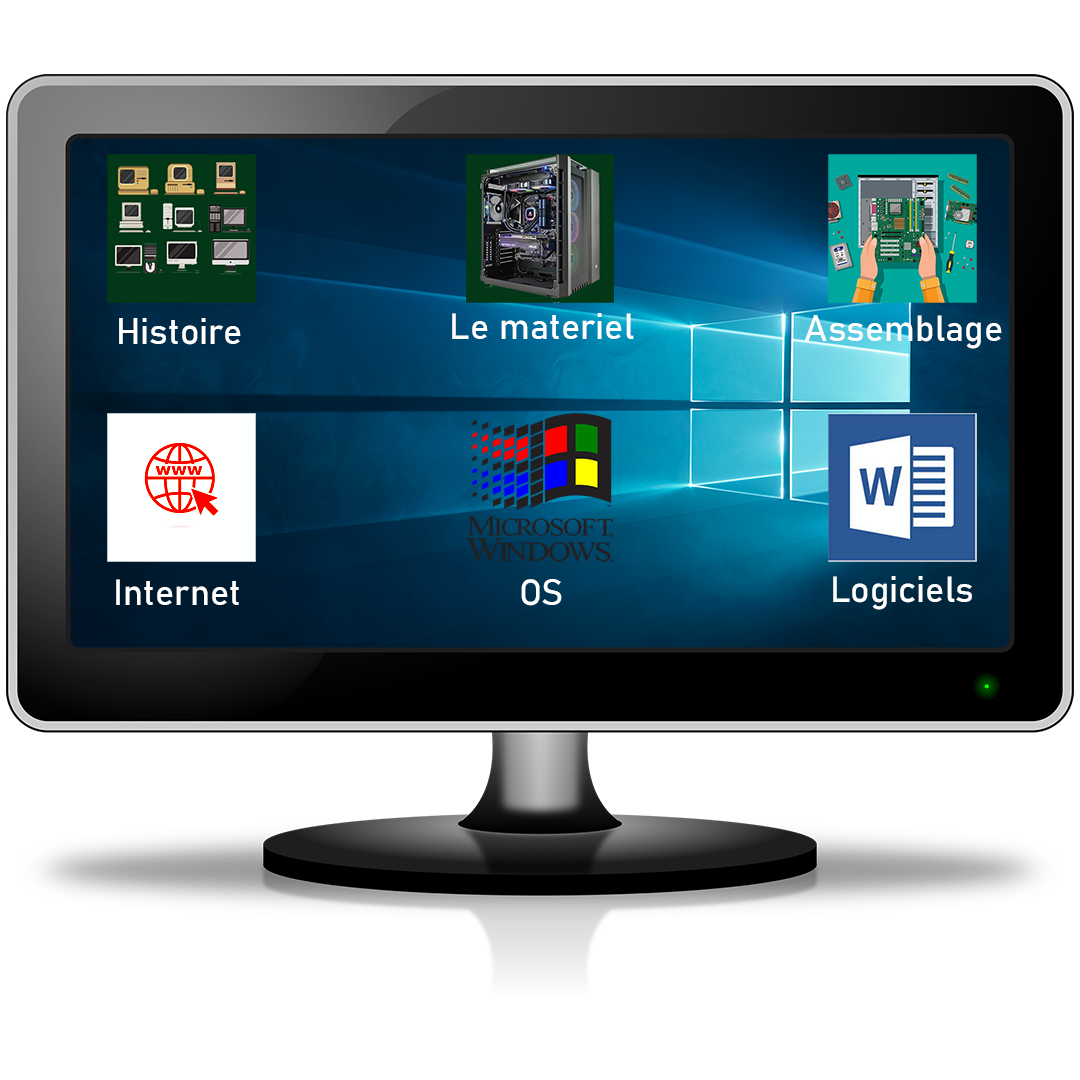 Histoire
Le materiel
Assemblage
WWW
MICROSOFT
WINDOWS
W
Internet
OS
Logiciels